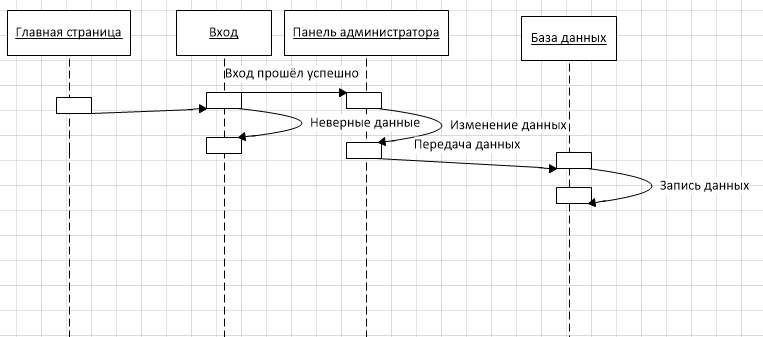 Главная страница
Вход
Панель администратора
База данных
Вход прошёл успешно
Неверные данные
Изменение данных
Передача данных
Запись данных